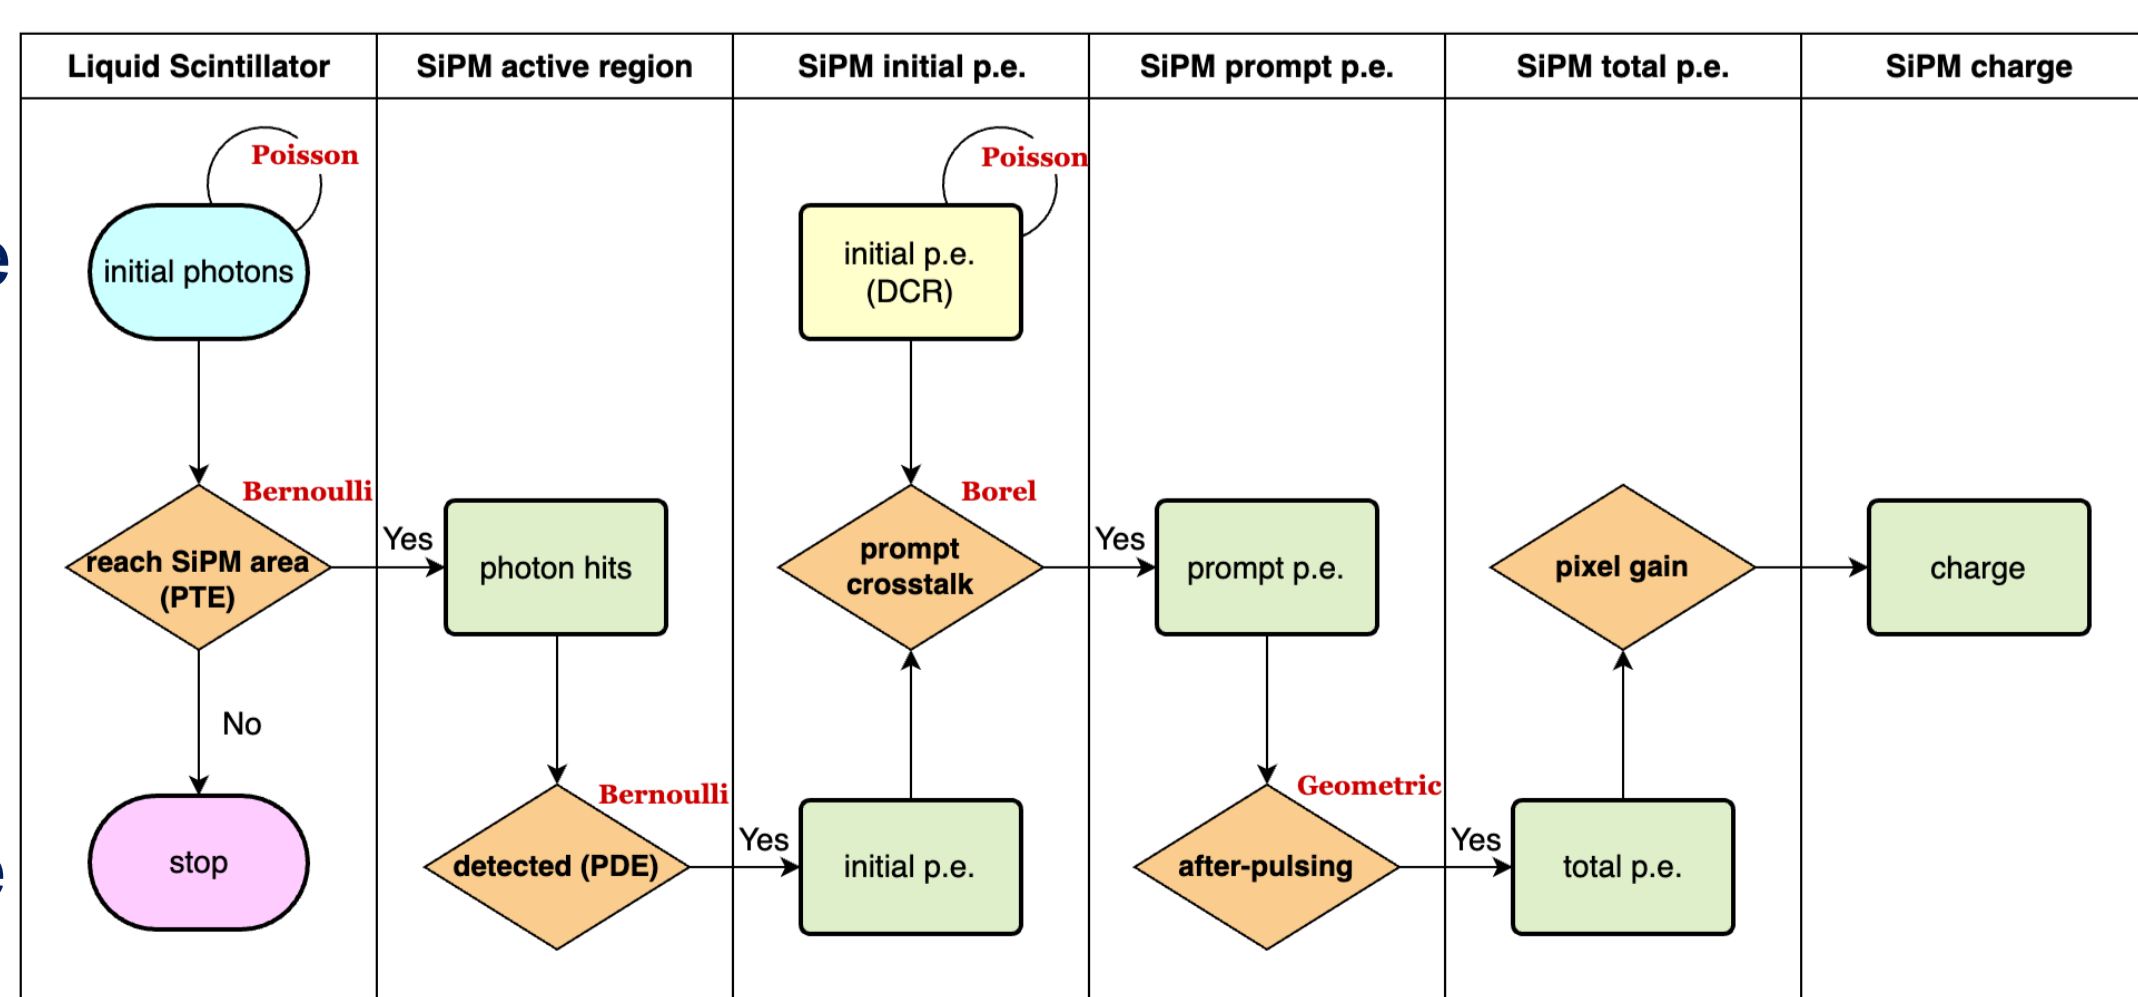 Liquid Scintillator
SiPM active region
SiPM initial p.e.
SiPM prompt p.e.
SiPM total p.e.
SiPM charge
Poisson
initial photons
Poisson
initial p.e.
(DCR)
Bernoulli
reach SiPM area
(PTE)
Yes
photon hits
Borel
prompt
crosstalk
Yes
prompt p.e.
pixel gain
charge
No
stop
Bernoulli
detected (PDE)
Yes
initial p.e.
Geometric
after-pulsing
Yes
total p.e.
e
e